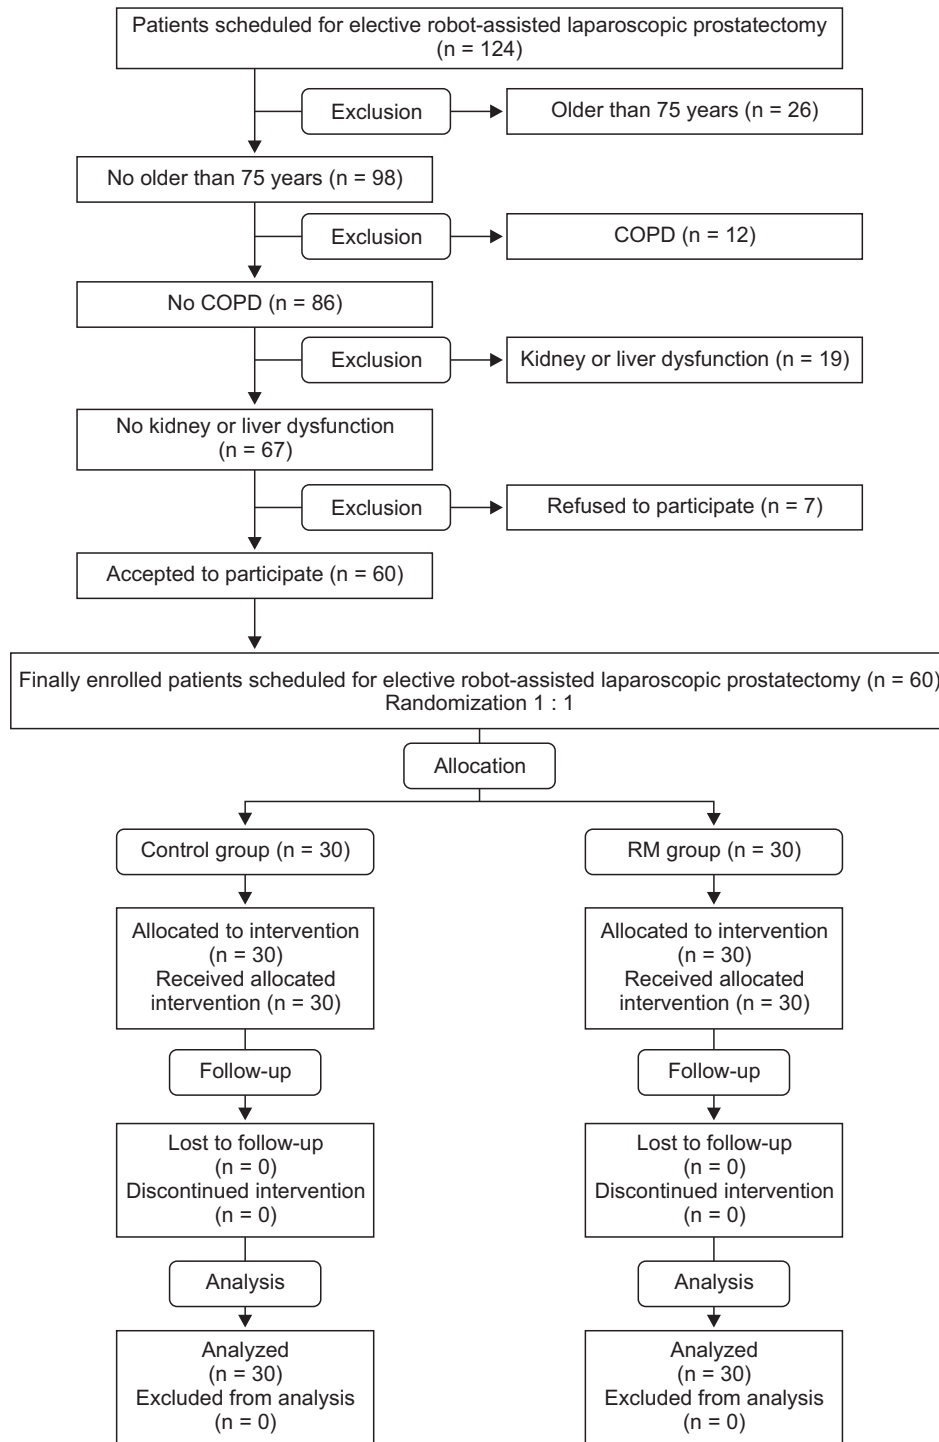 Patients scheduled for elective robot-assisted laparoscopic prostatectomy
(n = 124)
Exclusion
Older than 75 years (n = 26)
No older than 75 years (n = 98)
Exclusion
COPD (n = 12)
No COPD (n = 86)
Exclusion
Kidney or liver dysfunction (n = 19)
No kidney or liver dysfunction
(n = 67)
Exclusion
Refused to participate (n = 7)
Accepted to participate (n = 60)
Finally enrolled patients scheduled for elective robot-assisted laparoscopic prostatectomy (n = 60)
Randomization 1 : 1
Allocation
Control group (n = 30)
Allocated to intervention
(n = 30)
Received allocated
intervention (n = 30)
Follow-up
Lost to follow-up
(n = 0)
Discontinued intervention
(n = 0)
Analysis
Analyzed
(n = 30)
Excluded from analysis
(n = 0)
RM group (n = 30)
Allocated to intervention
(n = 30)
Received allocated
intervention (n = 30)
Follow-up
Lost to follow-up
(n = 0)
Discontinued intervention
(n = 0)
Analysis
Analyzed
(n = 30)
Excluded from analysis
(n = 0)